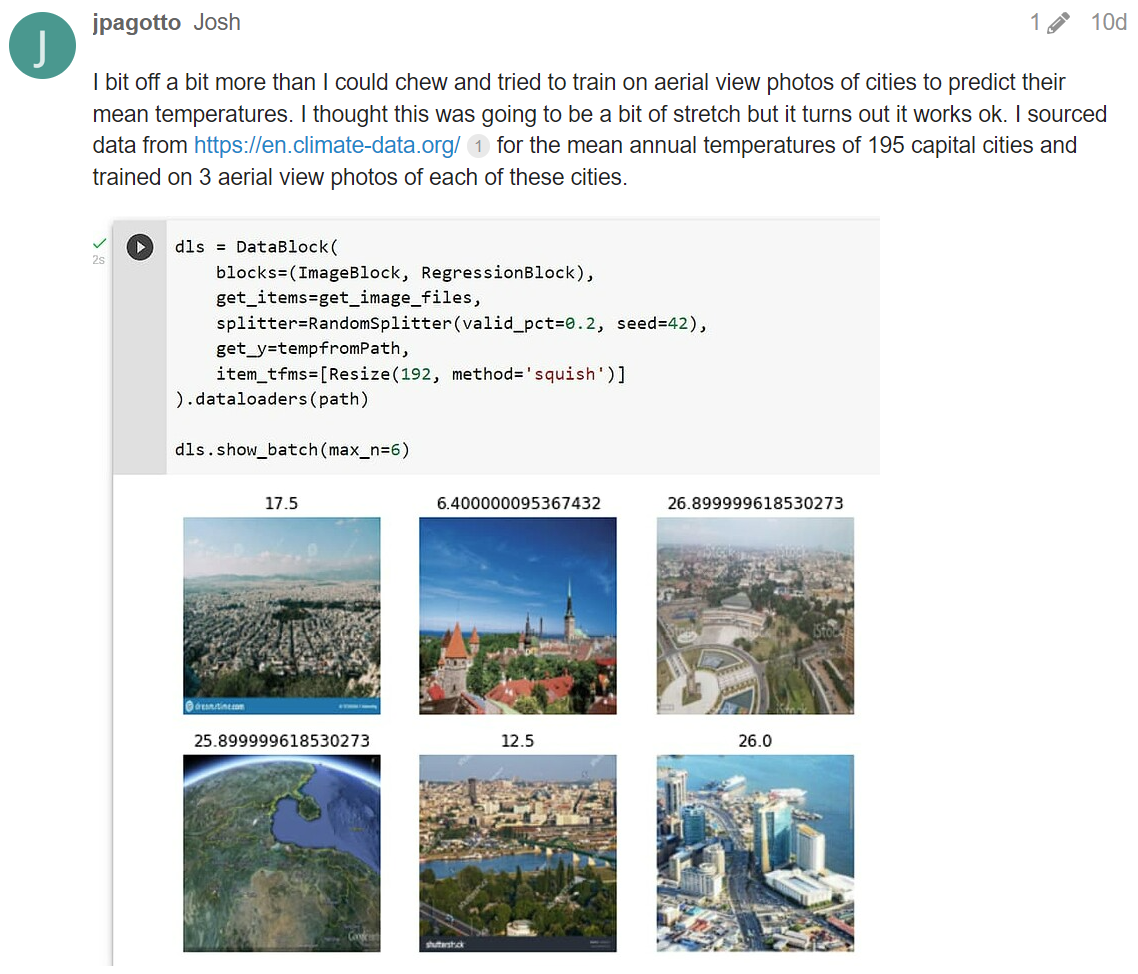 J
jpagotto Josh
1 10d
I bit off a bit more than I could chew and tried to train on aerial view photos of cities to predict their
mean temperatures. I thought this was going to be a bit of stretch but it turns out it works ok. I sourced
data from https://en.climate-data.org/ 1 for the mean annual temperatures of 195 capital cities and
trained on 3 aerial view photos of each of these cities.
2s
dls = DataBlock(
    blocks=(ImageBlock, RegressionBlock),
    get_items=get_image_files,
    splitter=RandomSplitter(valid_pct=0.2, seed=42),
    get_y=tempfromPath,
    item_tfms=[Resize(192, method='squish')]
).dataloaders(path)
dls.show_batch(max_n=6)
17.5 6.400000095367432 26.899999618530273
dreamstime.com
iStock
25.899999618530273 12.5 26.0
Google
shutterstock